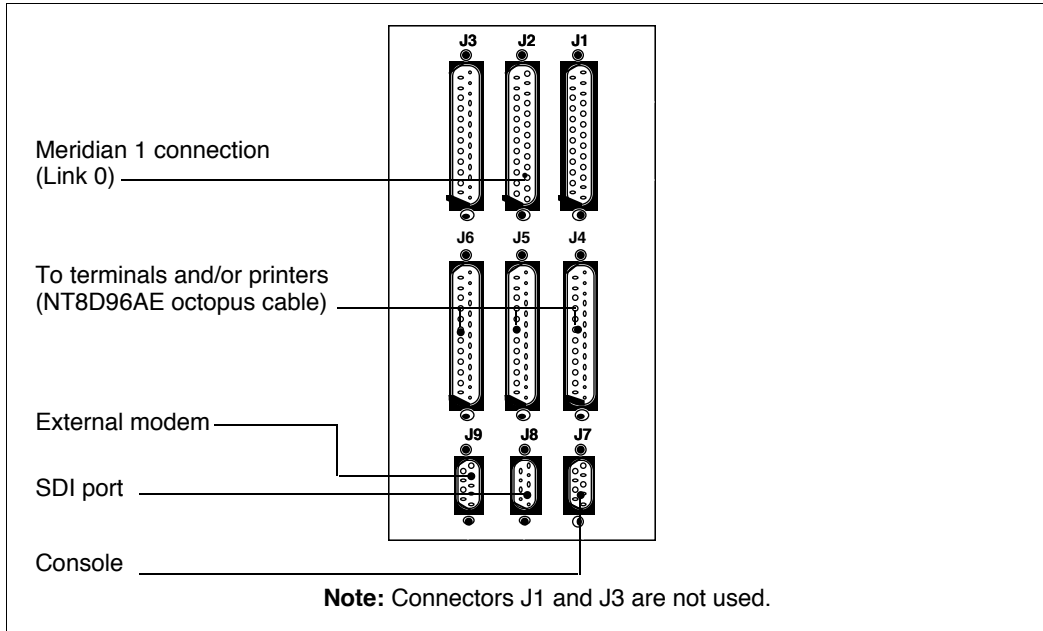 J3 J2 J1
Meridian 1 connection
(Link 0)
J6 J5 J4
To terminals and/or printers
(NT8D96AE octopus cable)
External modem
J9 J8 J7
SDI port
Console
Note: Connectors J1 and J3 are not used.